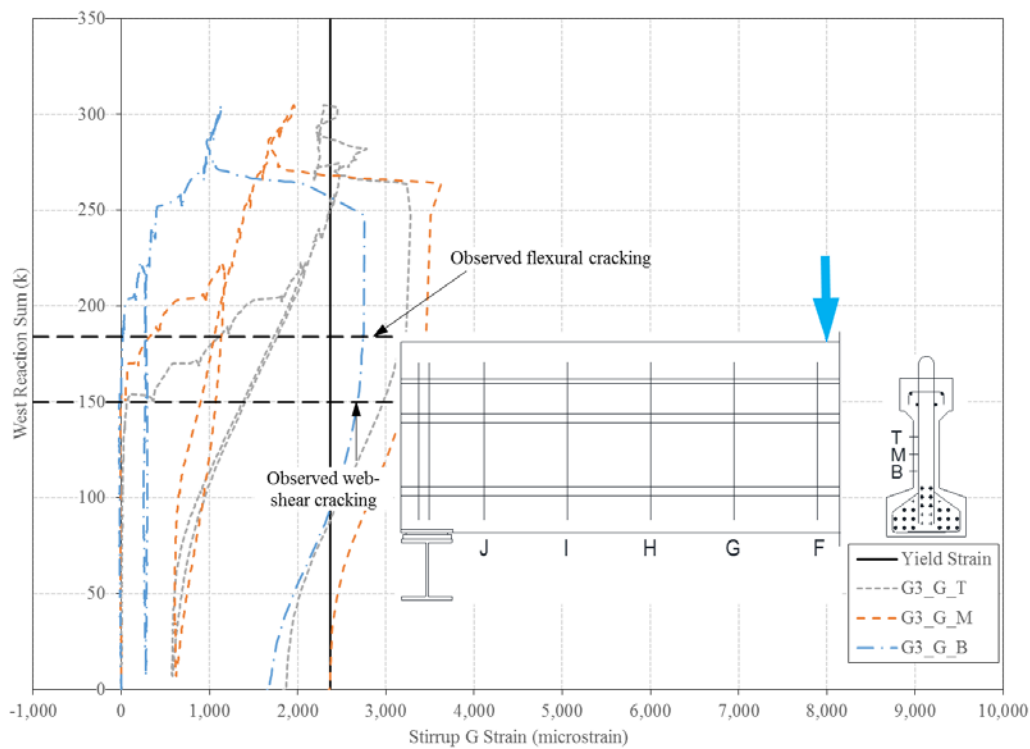 350
300
250
200
150
100
50
0
West Reaction Sum (k)
-1,000
0
1,000
2,000
3,000
4,000
5,000
6,000
7,000
8,000
9,000
10,000
Stirrup G Strain (microstrain)
Observed flexural cracking
Observed web-
shear cracking
J
I
H
G
F
T
M
B
Yield Strain
G3_G_T
G3_G_M
G3_G_B